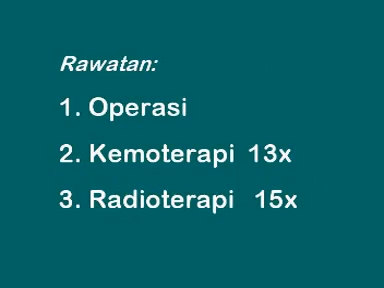 Rawatan:
1. Operasi
2. Kemoterapi 13x
3. Radioterapi 15x